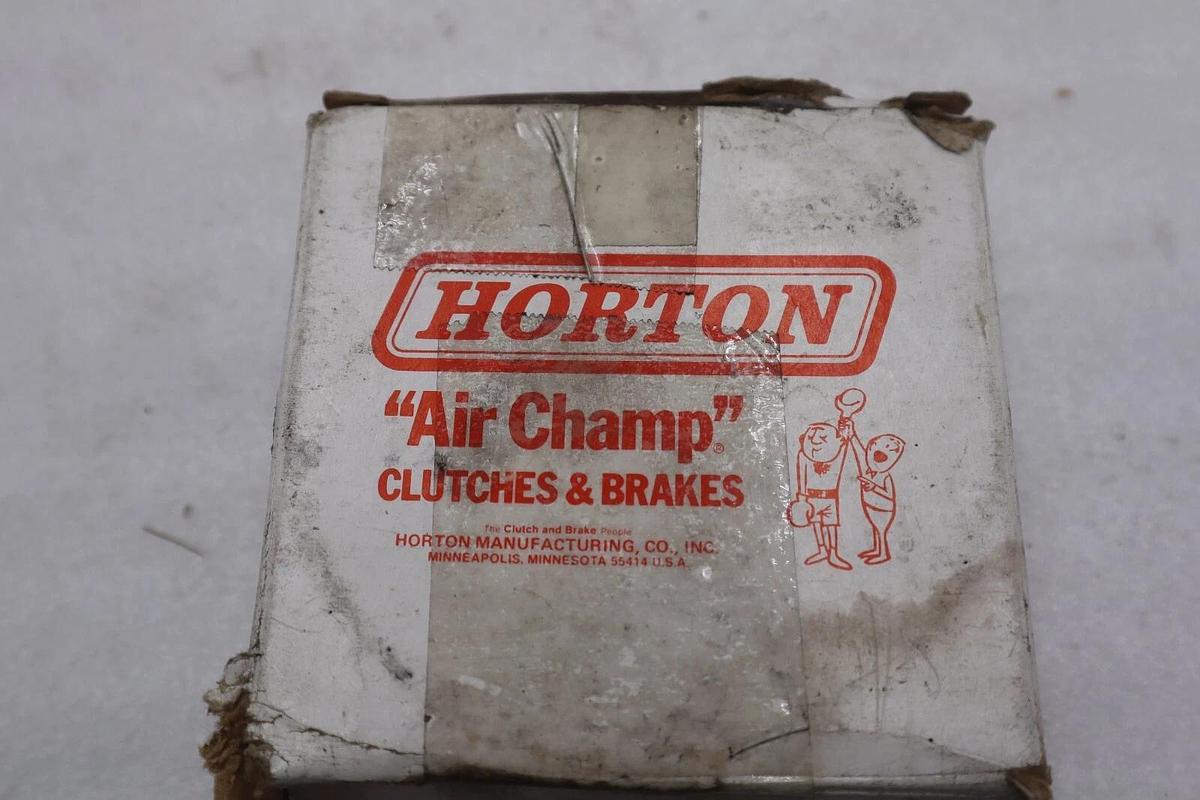 HORTON
“Air Champ”®
CLUTCHES & BRAKES
The Clutch and Brake People
HORTON MANUFACTURING, CO., INC.
MINNEAPOLIS, MINNESOTA 55414 U.S.A.